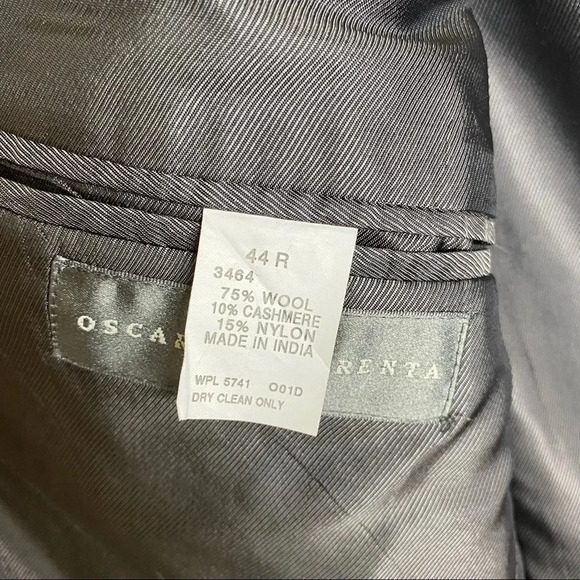 44 R
3464
75% WOOL
10% CASHMERE
15% NYLON
MADE IN INDIA
WPL 5741 O01D
DRY CLEAN ONLY
OSCA RENTA